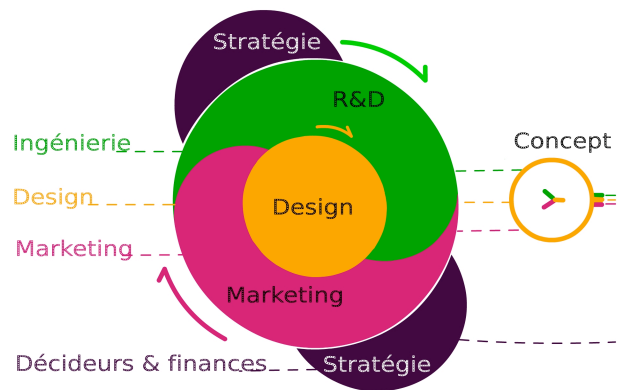 Stratégie
R&D
Ingénierie
Concept
Design
Design
Marketing
Marketing
Décideurs & finances
Stratégie